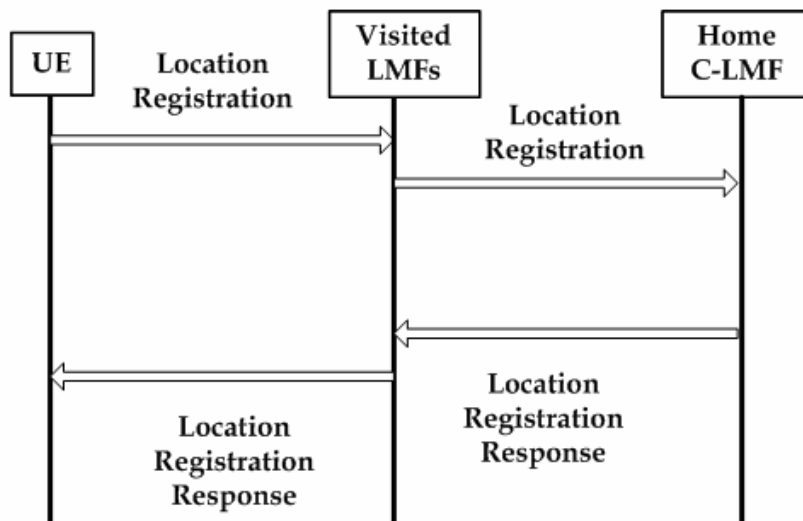 UE
Visited
LMFs
Home
C-LMF
Location
Registration
Location
Registration
Location
Registration
Response
Location
Registration
Response